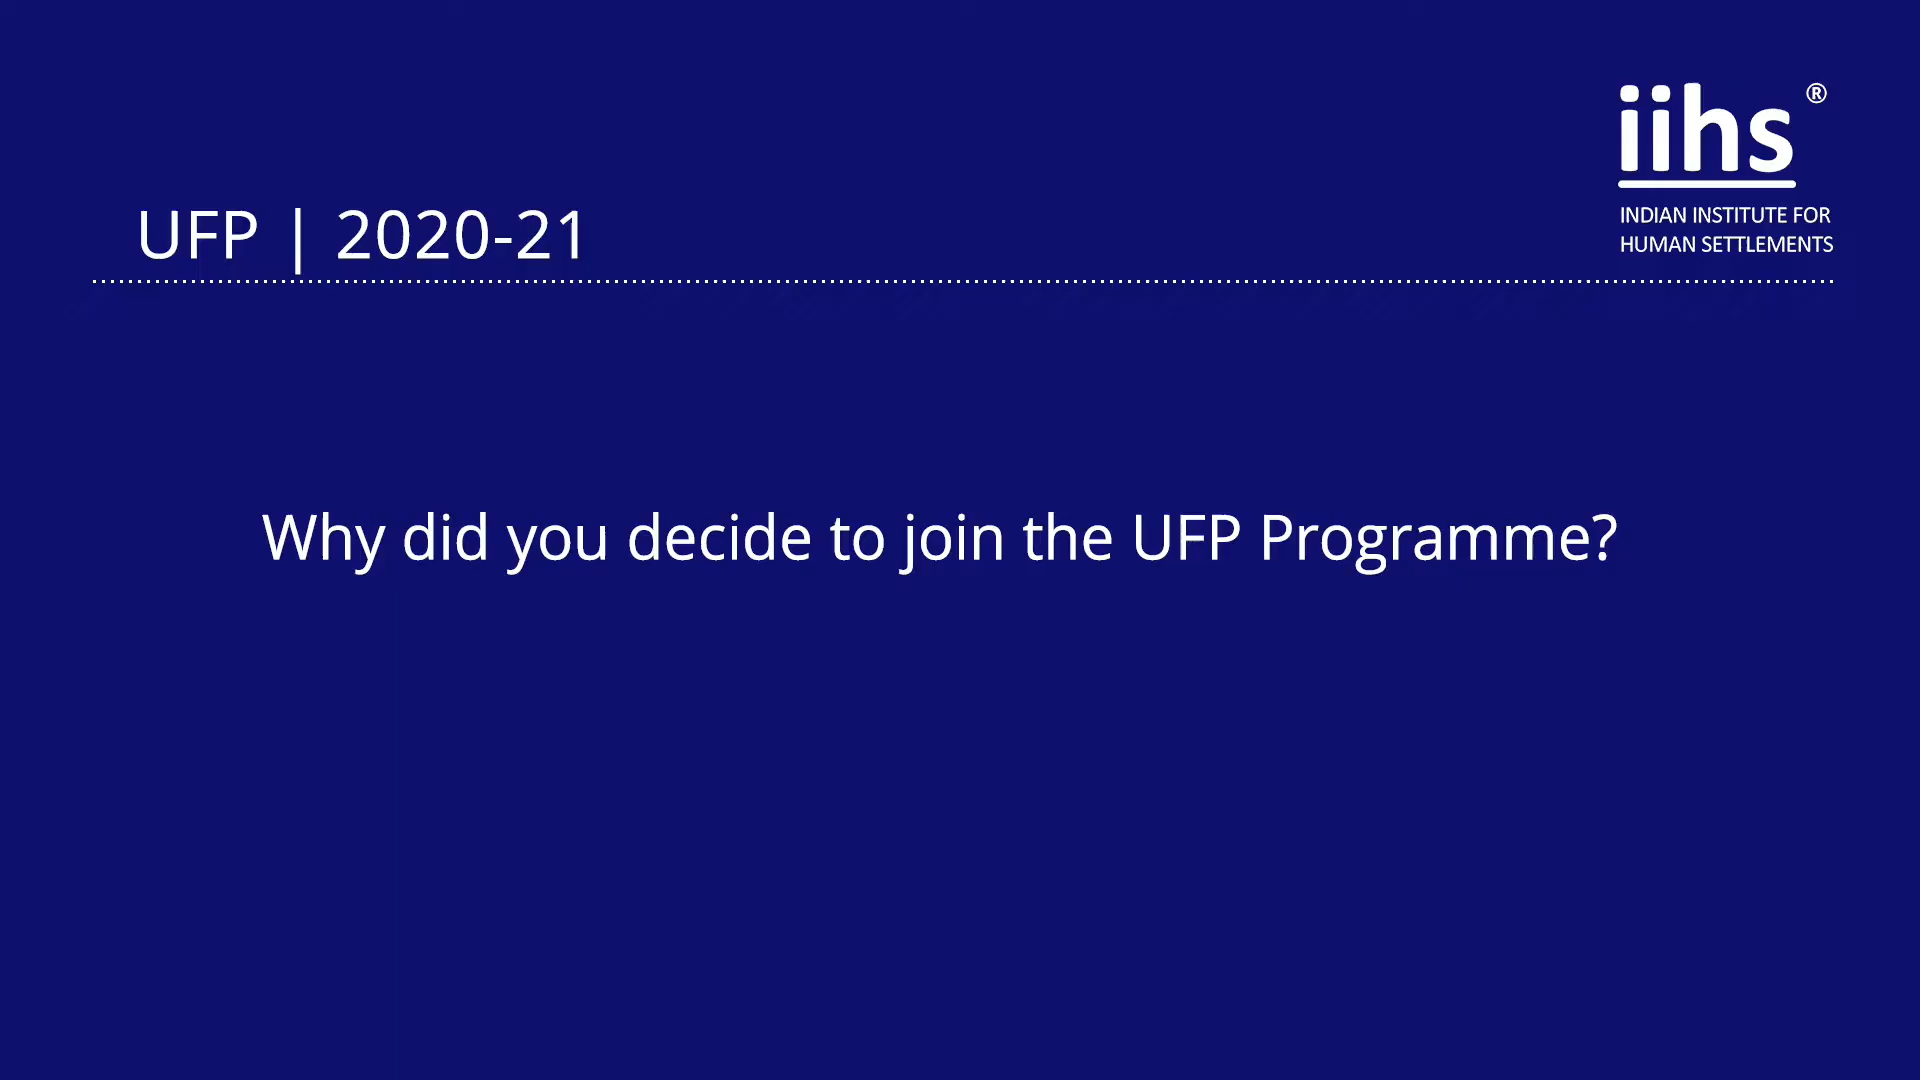 iihs®
INDIAN INSTITUTE FOR
HUMAN SETTLEMENTS
UFP | 2020-21
Why did you decide to join the UFP Programme?